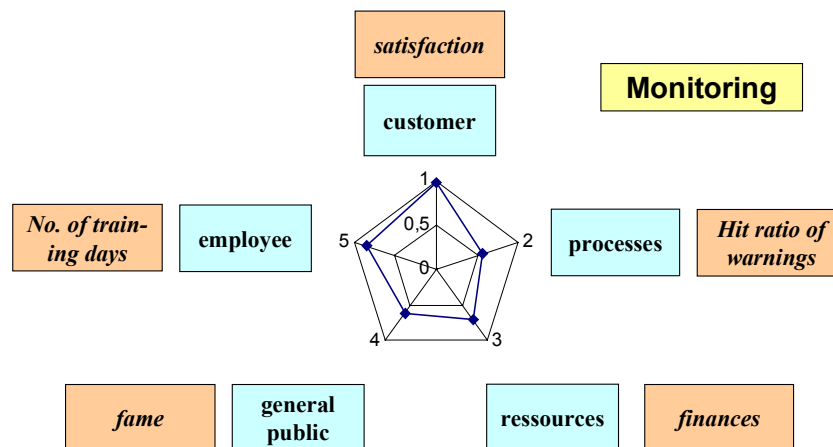 satisfaction
Monitoring
customer
1
No. of train-
ing days
employee
5
0,5
2
processes
Hit ratio of
warnings
0
4
3
fame
general
public
ressources
finances